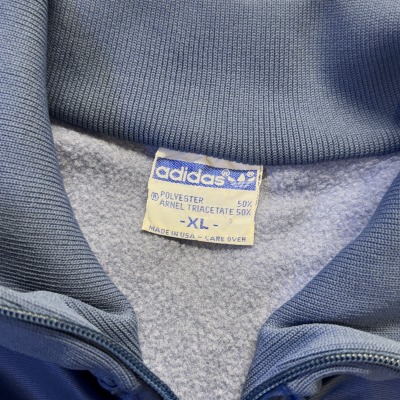 adidas
POLYESTER 50%
® ARNEL TRIACETATE 50%
- XL -
MADE IN USA - CARE OVER